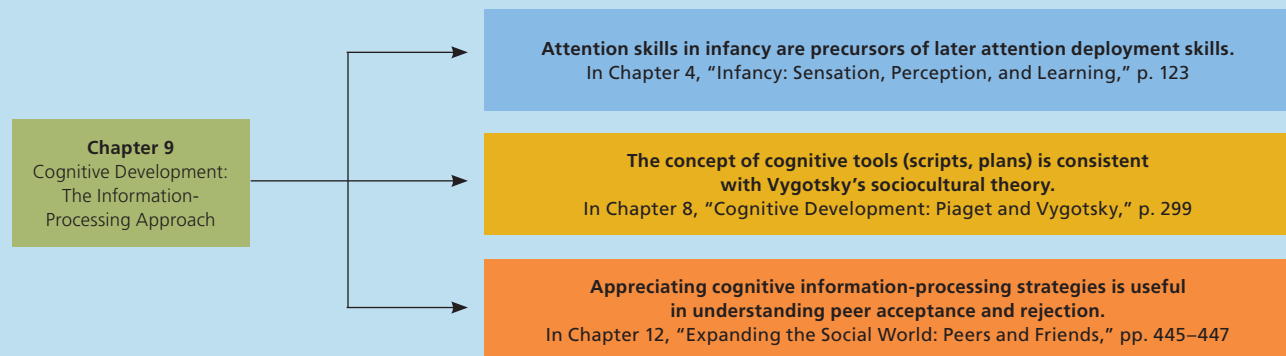 Attention skills in infancy are precursors of later attention deployment skills.
In Chapter 4, “Infancy: Sensation, Perception, and Learning,” p. 123
Chapter 9
Cognitive Development:
The Information-
Processing Approach
The concept of cognitive tools (scripts, plans) is consistent
with Vygotsky’s sociocultural theory.
In Chapter 8, “Cognitive Development: Piaget and Vygotsky,” p. 299
Appreciating cognitive information-processing strategies is useful
in understanding peer acceptance and rejection.
In Chapter 12, “Expanding the Social World: Peers and Friends,” pp. 445–447